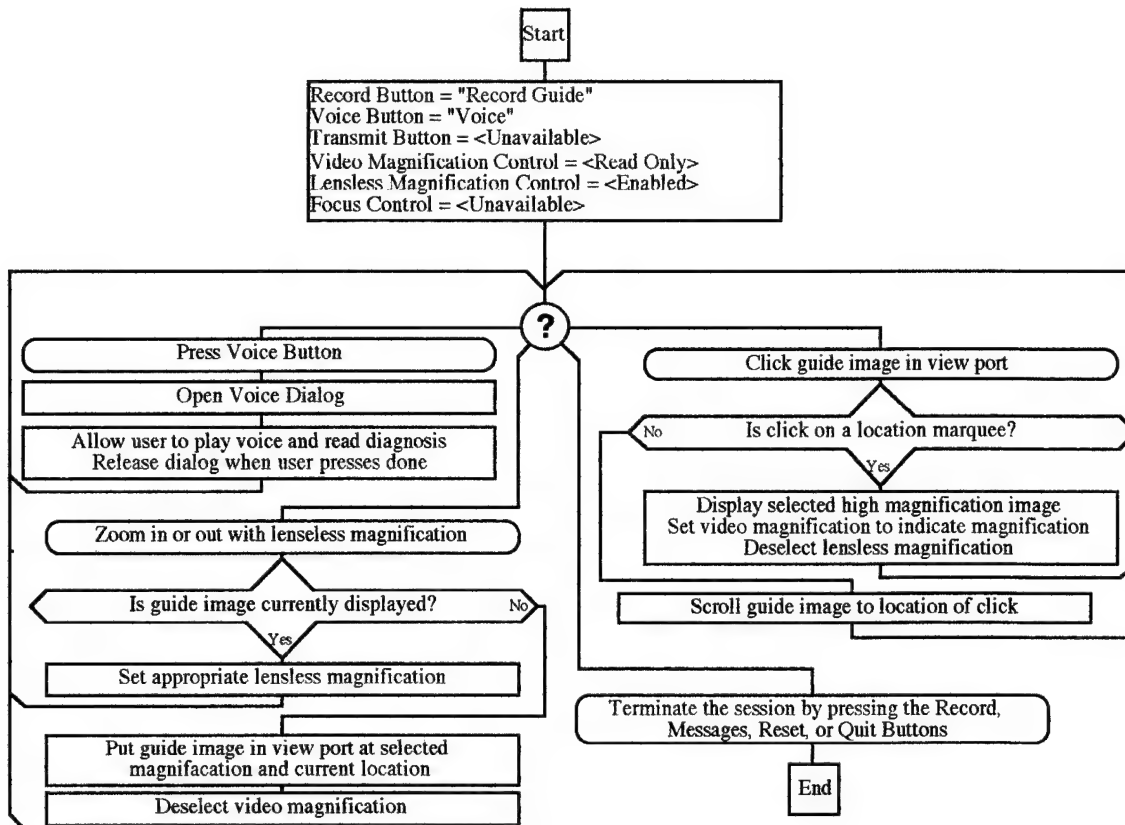 Start
Record Button = "Record Guide"
Voice Button = "Voice"
Transmit Button = <Unavailable>
Video Magnification Control = <Read Only>
Lensless Magnification Control = <Enabled>
Focus Control = <Unavailable>
?
Press Voice Button
Open Voice Dialog
Allow user to play voice and read diagnosis
Release dialog when user presses done
Zoom in or out with lenseless magnification
Is guide image currently displayed?
No
Yes
Set appropriate lensless magnification
Put guide image in view port at selected
magnifacation and current location
Deselect video magnification
Click guide image in view port
No
Is click on a location marquee?
Yes
Display selected high magnification image
Set video magnification to indicate magnification
Deselect lensless magnification
Scroll guide image to location of click
Terminate the session by pressing the Record,
Messages, Reset, or Quit Buttons
End